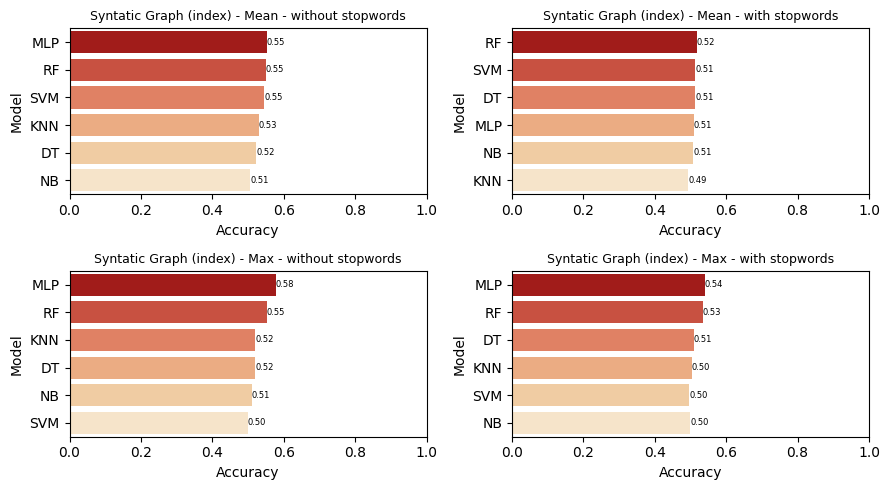 Syntatic Graph (index) - Mean - without stopwords
Model
MLP 0.55
RF 0.55
SVM 0.55
KNN 0.53
DT 0.52
NB 0.51
0.0 0.2 0.4 0.6 0.8 1.0
Accuracy
Syntatic Graph (index) - Mean - with stopwords
Model
RF 0.52
SVM 0.51
DT 0.51
MLP 0.51
NB 0.51
KNN 0.49
0.0 0.2 0.4 0.6 0.8 1.0
Accuracy
Syntatic Graph (index) - Max - without stopwords
Model
MLP 0.58
RF 0.55
KNN 0.52
DT 0.52
NB 0.51
SVM 0.50
0.0 0.2 0.4 0.6 0.8 1.0
Accuracy
Syntatic Graph (index) - Max - with stopwords
Model
MLP 0.54
RF 0.53
DT 0.51
KNN 0.50
SVM 0.50
NB 0.50
0.0 0.2 0.4 0.6 0.8 1.0
Accuracy